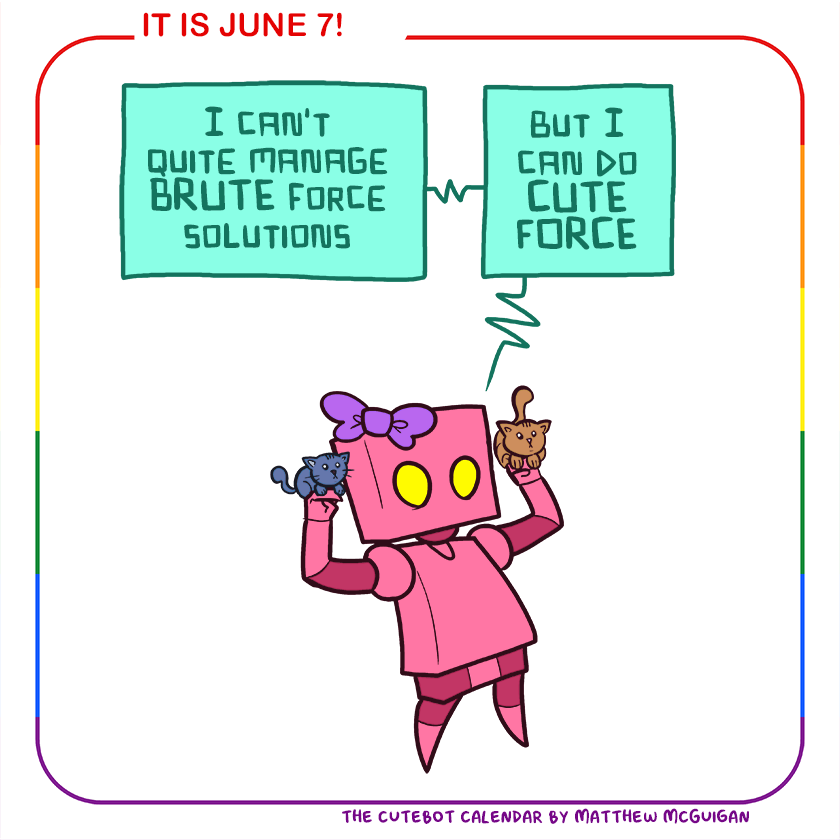 IT IS JUNE 7!
I CAN'T
QUITE MANAGE
BRUTE FORCE
SOLUTIONS
BUT I
CAN DO
CUTE
FORCE
THE CUTEBOT CALENDAR BY MATTHEW MCGUIGAN